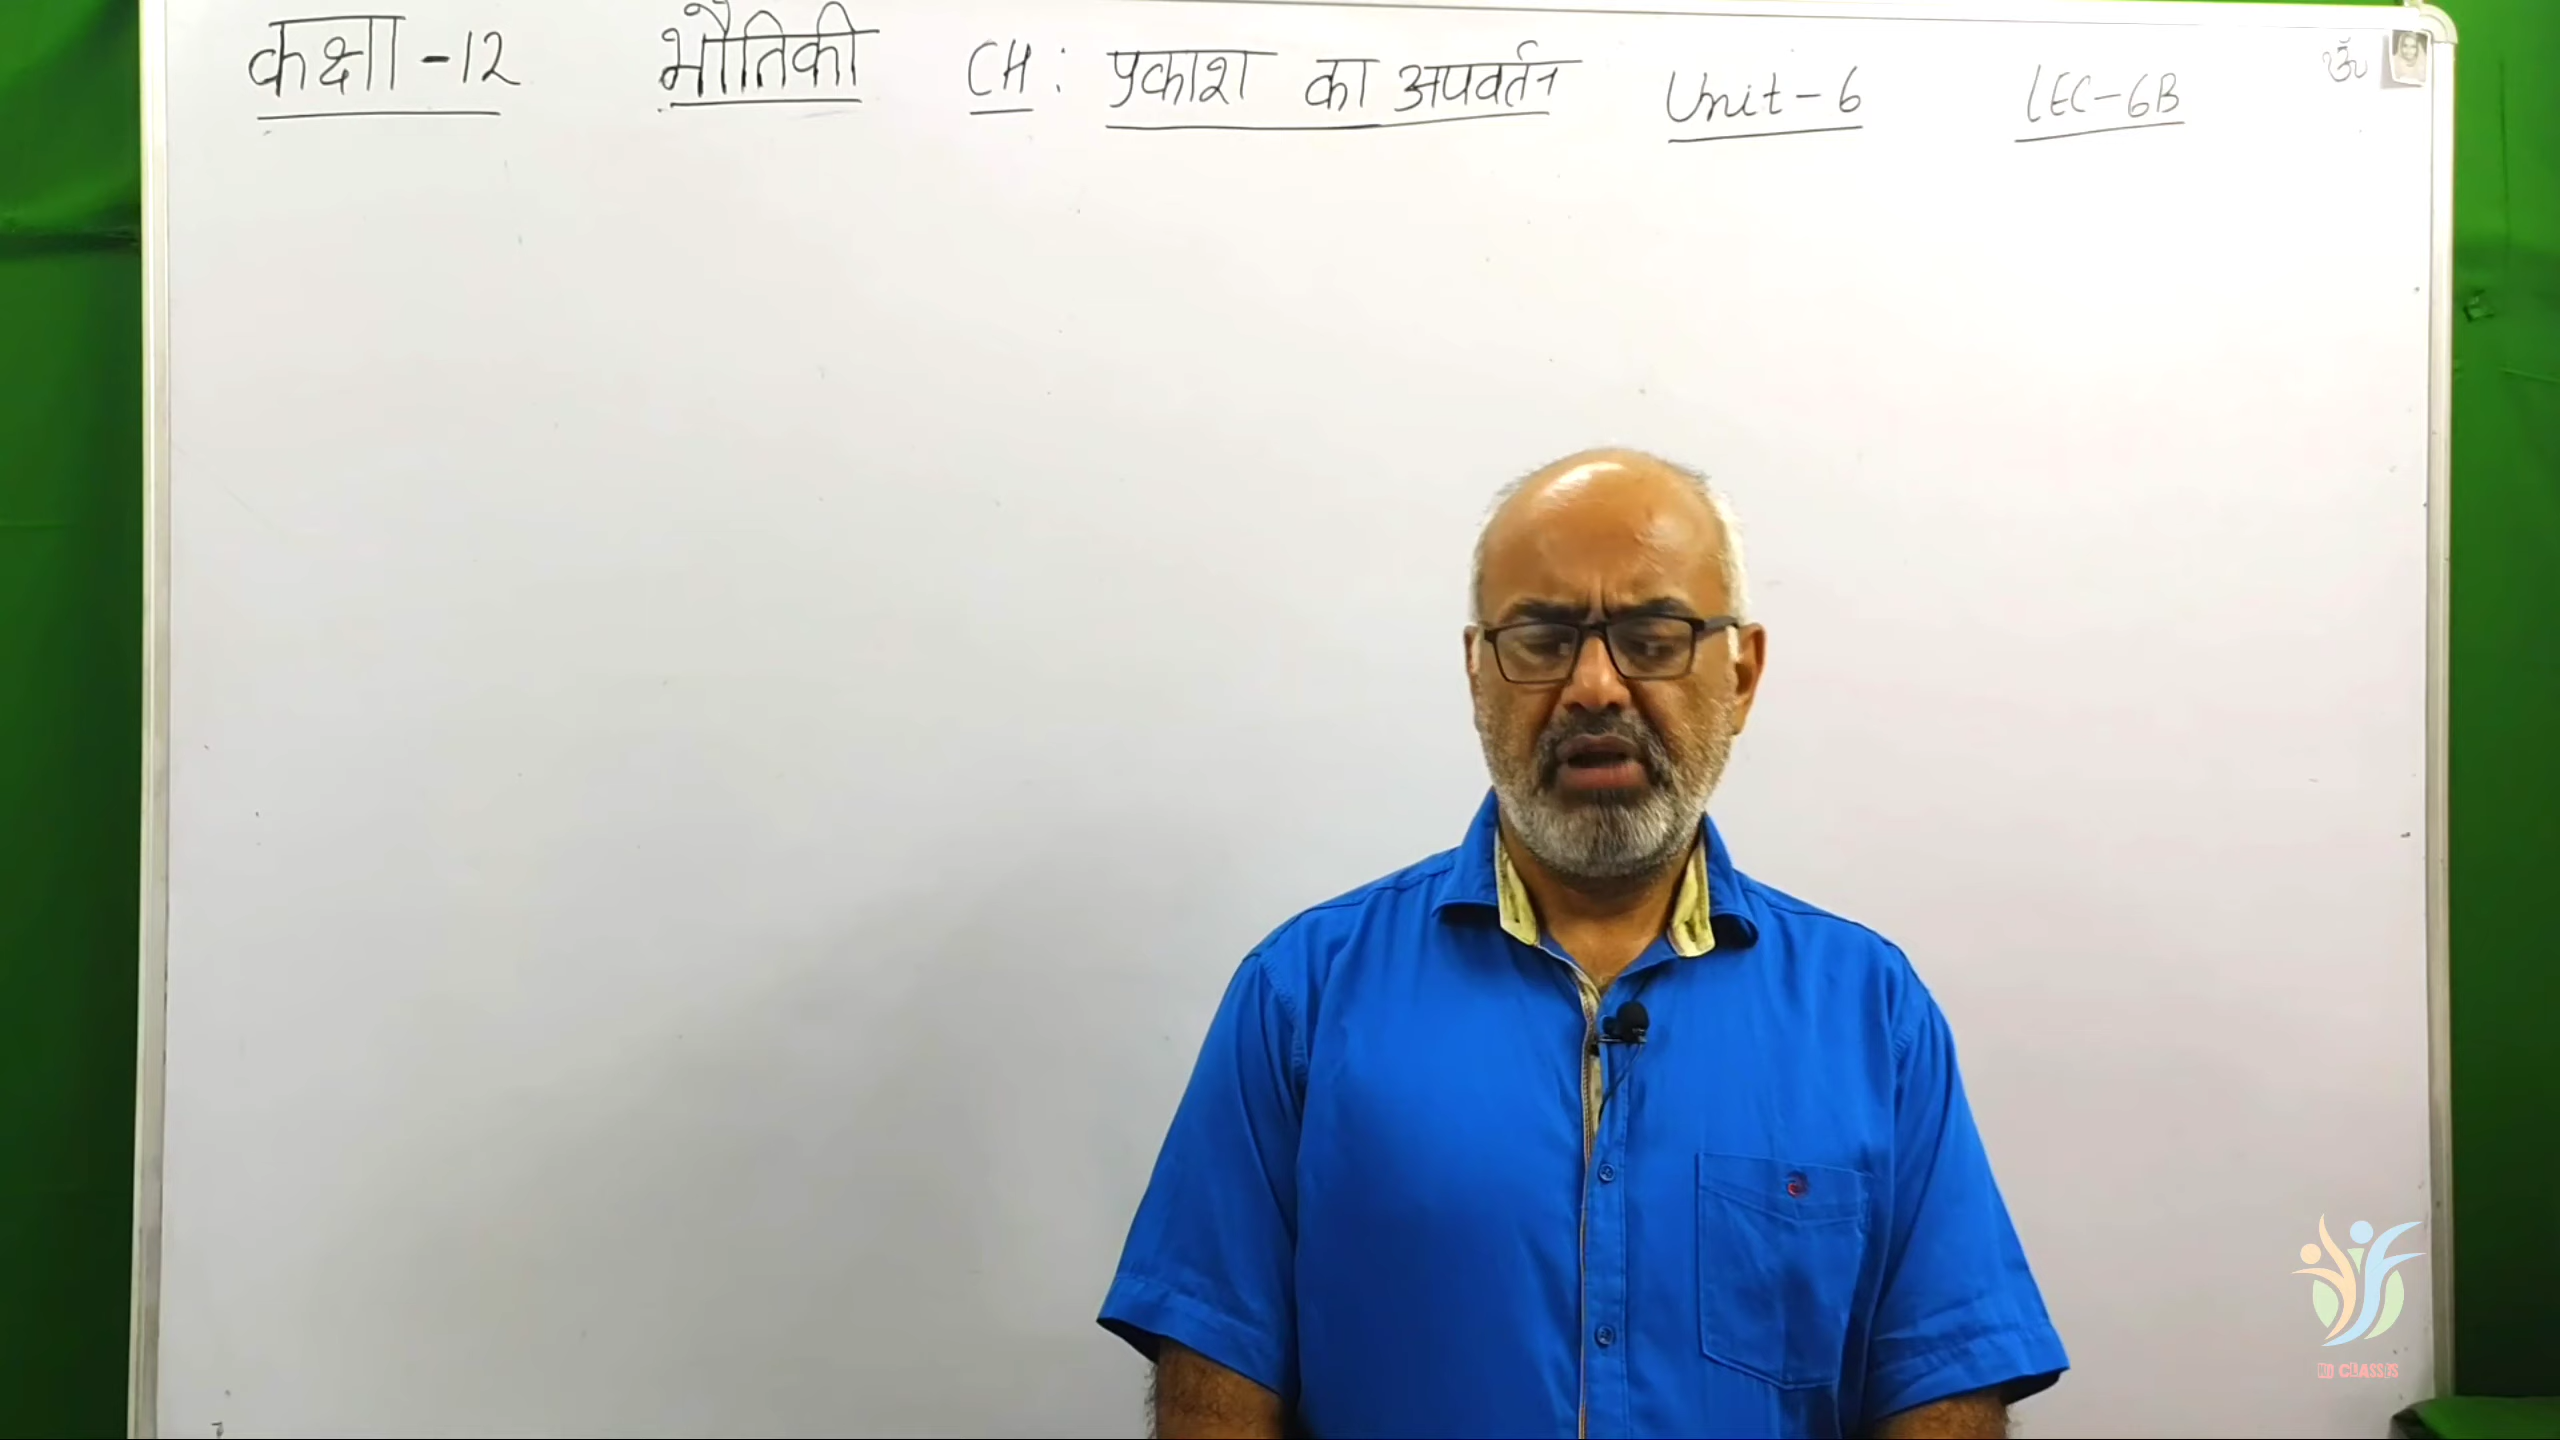 कक्षा -12 भौतिकी CH : प्रकाश का अपवर्तन Unit - 6 LEC-6B ॐ